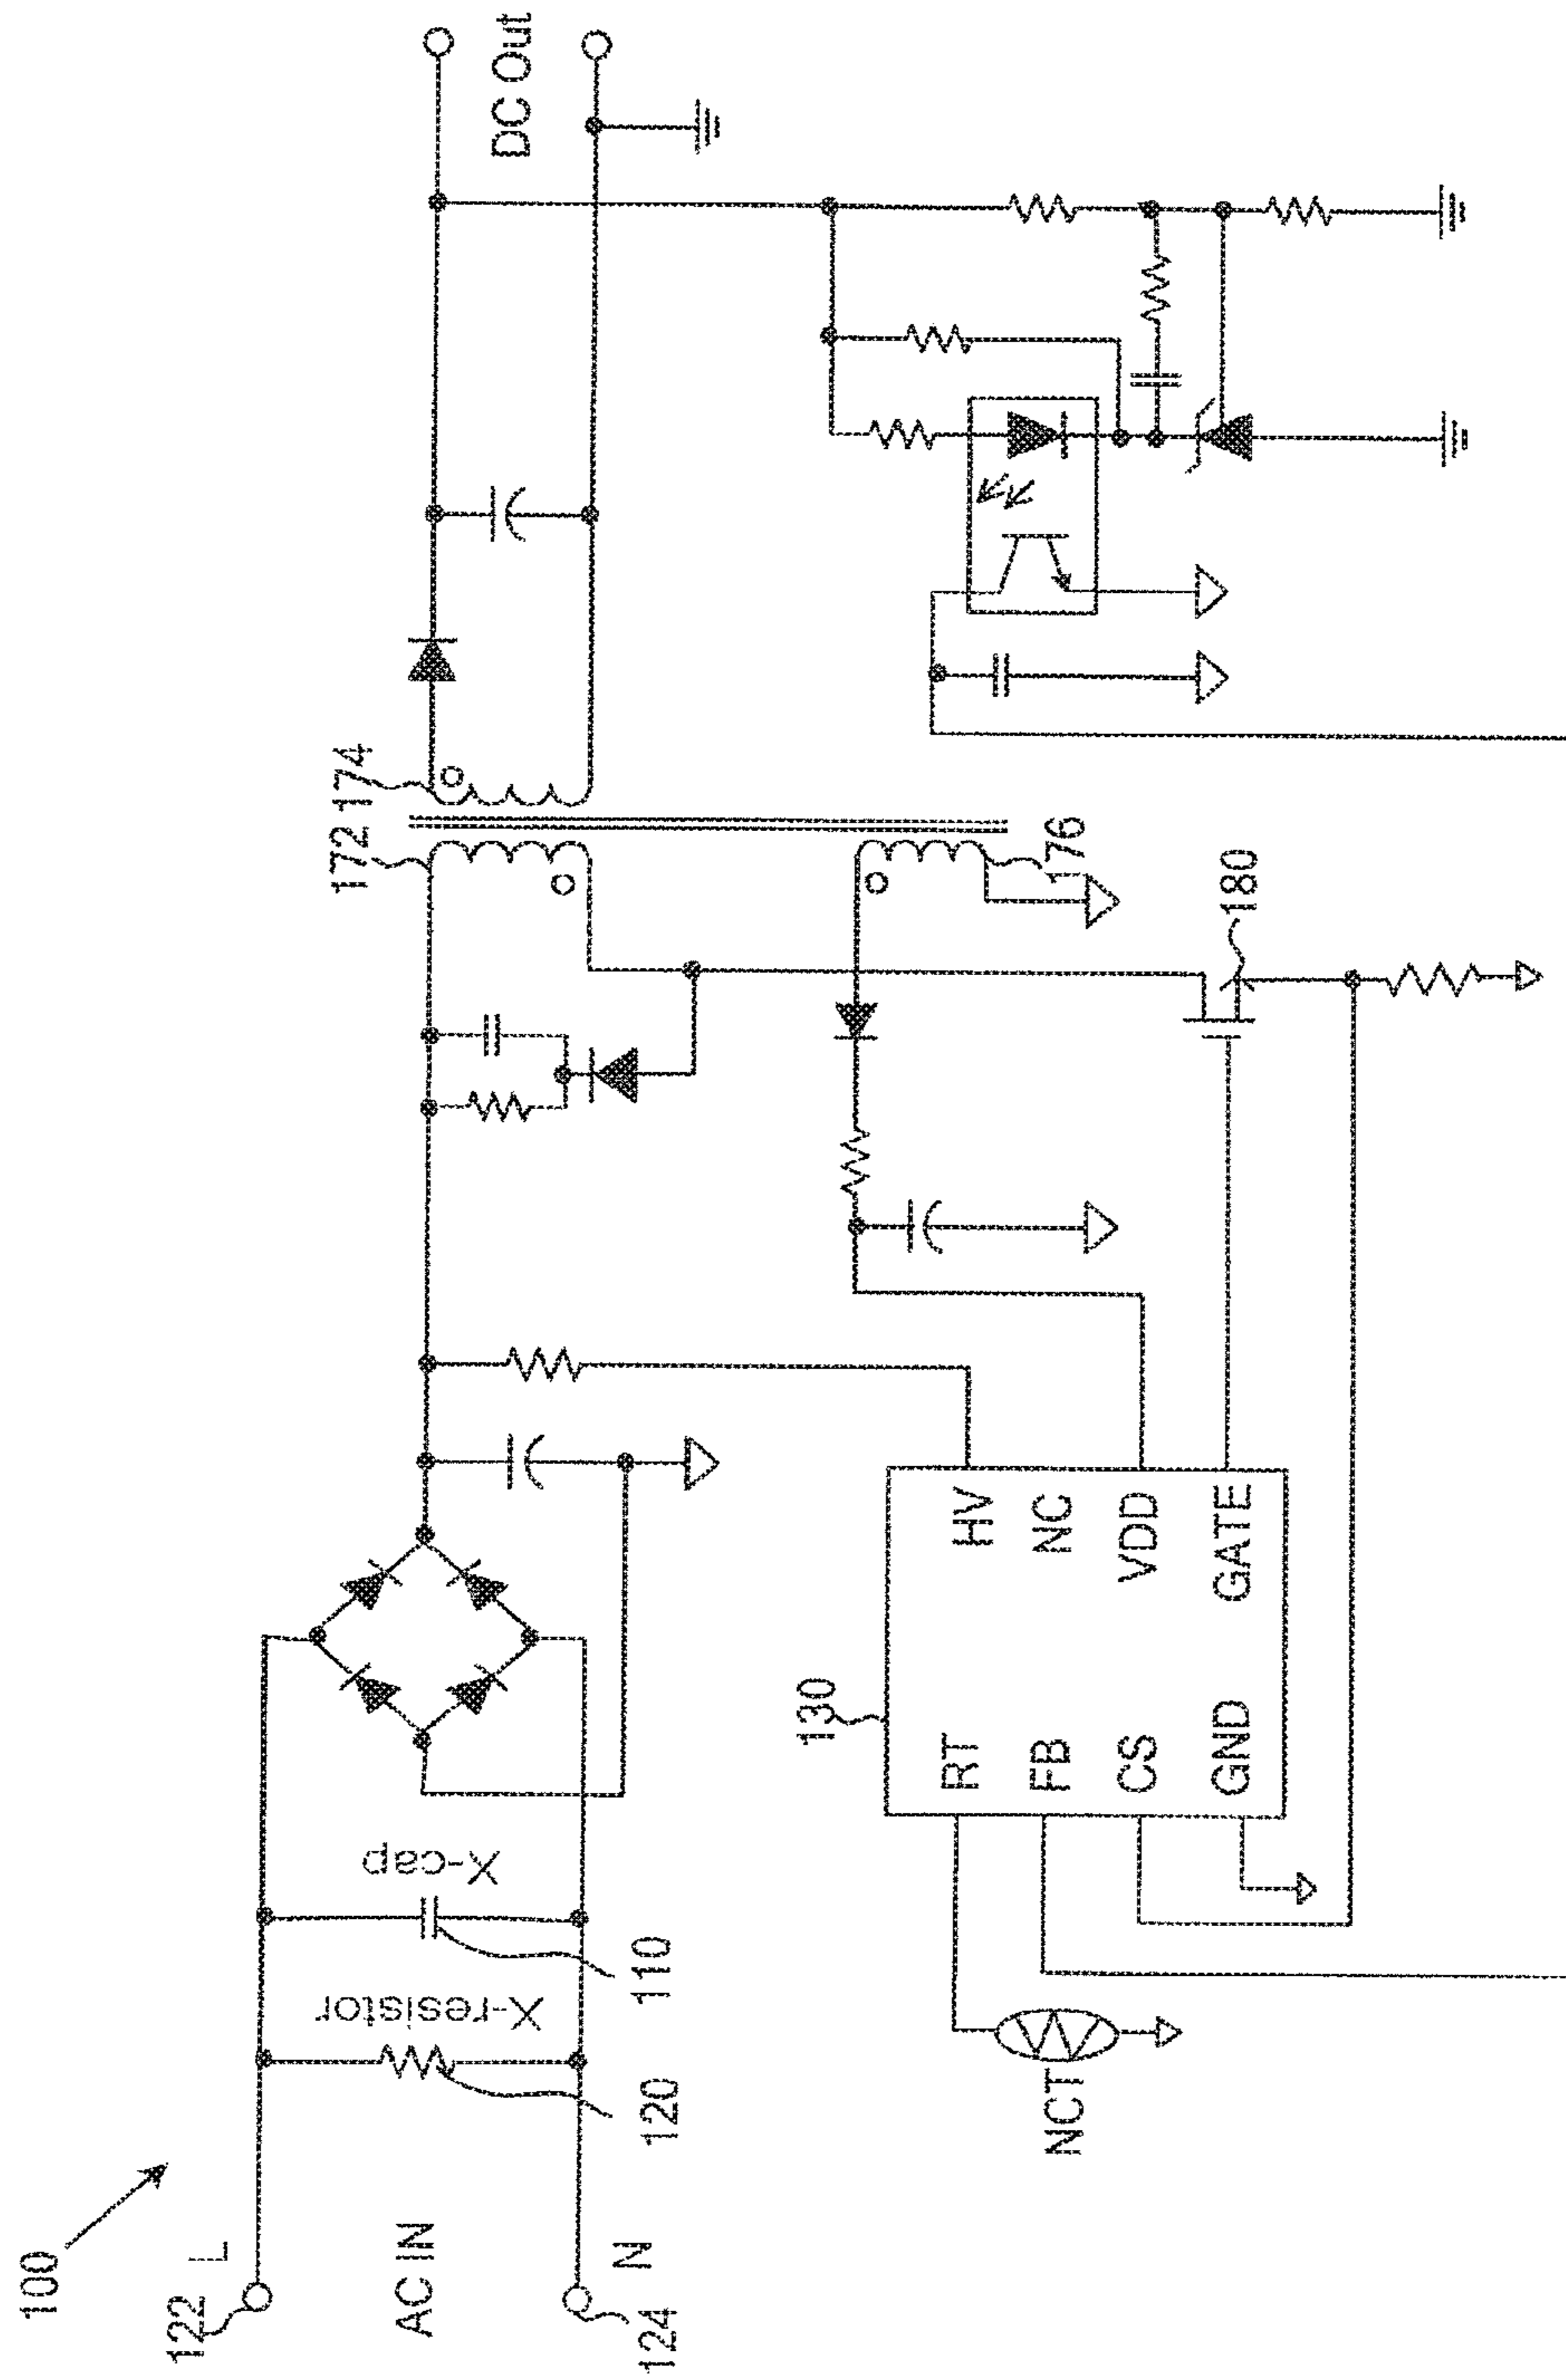 100
122
L
AC IN
N
124
X-resistor
120
X-cap
110
172
174
DC Out
176
180
130
RT
FB
CS
GND
HV
NC
VDD
GATE
NCT